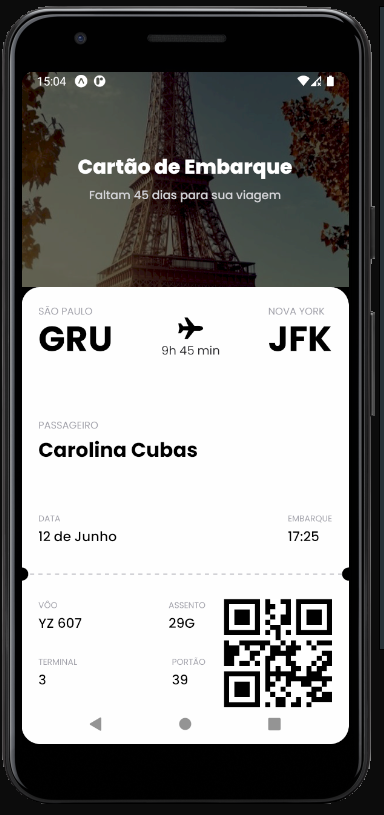 15:04
Cartão de Embarque
Faltam 45 dias para sua viagem
SÃO PAULO NOVA YORK
GRU JFK
9h 45 min
PASSAGEIRO
Carolina Cubas
DATA EMBARQUE
12 de Junho 17:25
VÔO ASSENTO
YZ 607 29G
TERMINAL PORTÃO
3 39